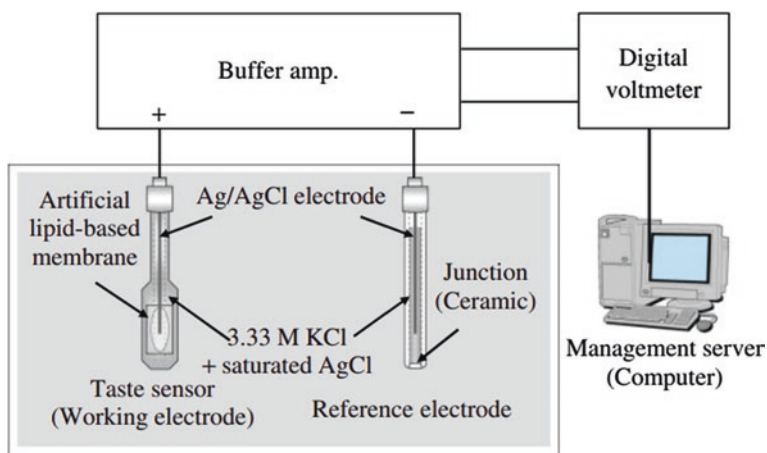 Buffer amp.
+
−
Digital
voltmeter
Artificial
lipid-based
membrane
Ag/AgCl electrode
Junction
(Ceramic)
3.33 M KCl
+ saturated AgCl
Taste sensor
(Working electrode)
Reference electrode
Management server
(Computer)